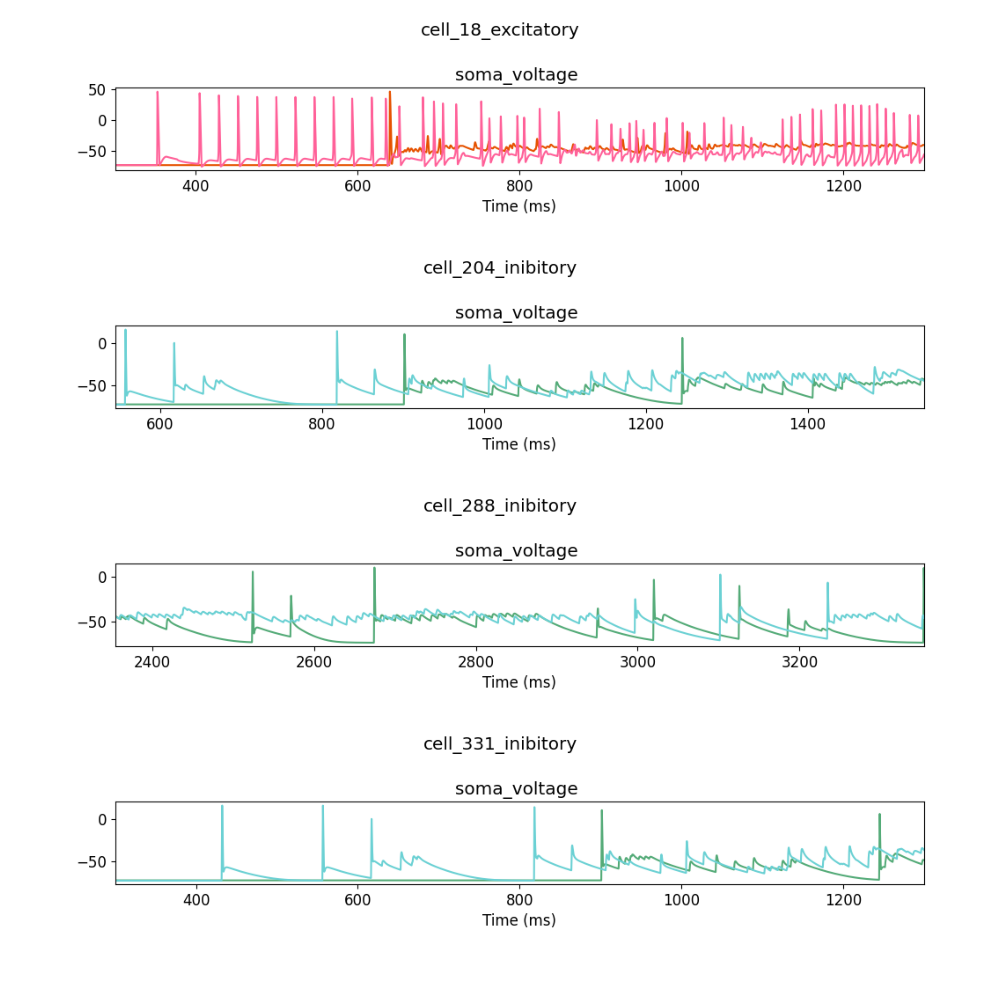 cell_18_excitatory
soma_voltage
50
0
−50
400 600 800 1000 1200
Time (ms)
cell_204_inibitory
soma_voltage
0
−50
600 800 1000 1200 1400
Time (ms)
cell_288_inibitory
soma_voltage
0
−50
2400 2600 2800 3000 3200
Time (ms)
cell_331_inibitory
soma_voltage
0
−50
400 600 800 1000 1200
Time (ms)